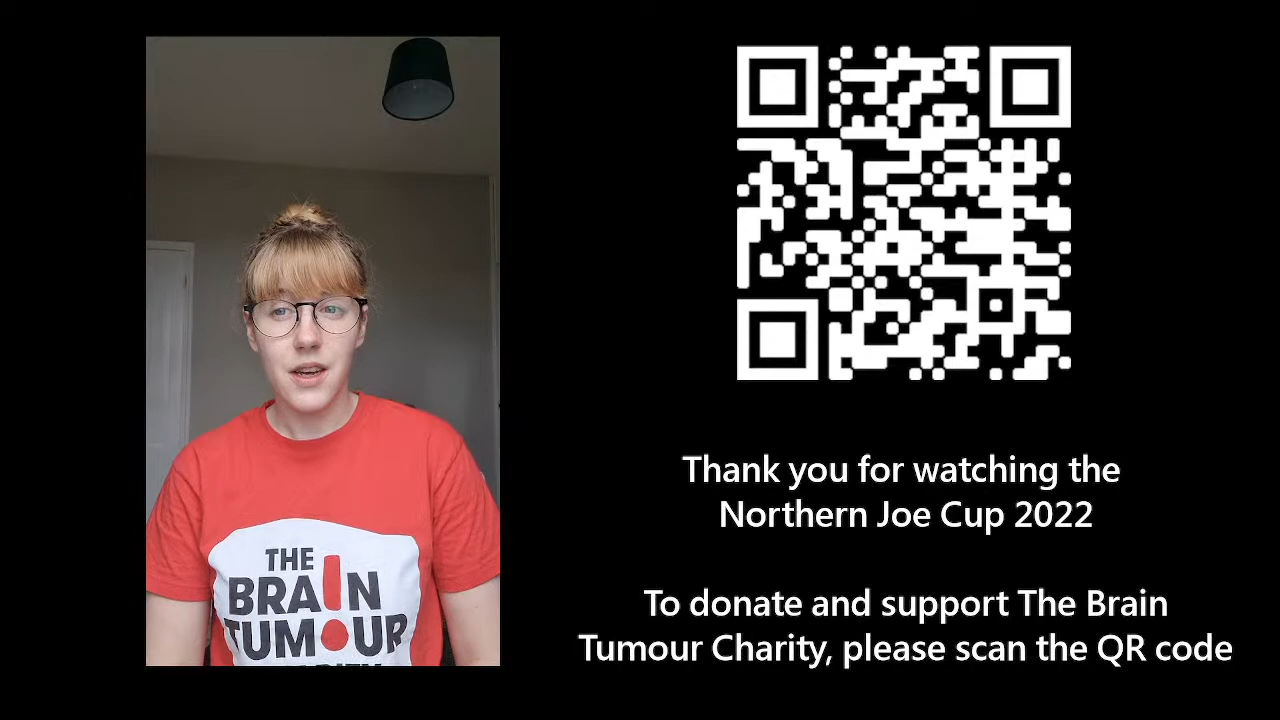 THE
BRA!N
TUMOUR
Thank you for watching the
Northern Joe Cup 2022
To donate and support The Brain
Tumour Charity, please scan the QR code